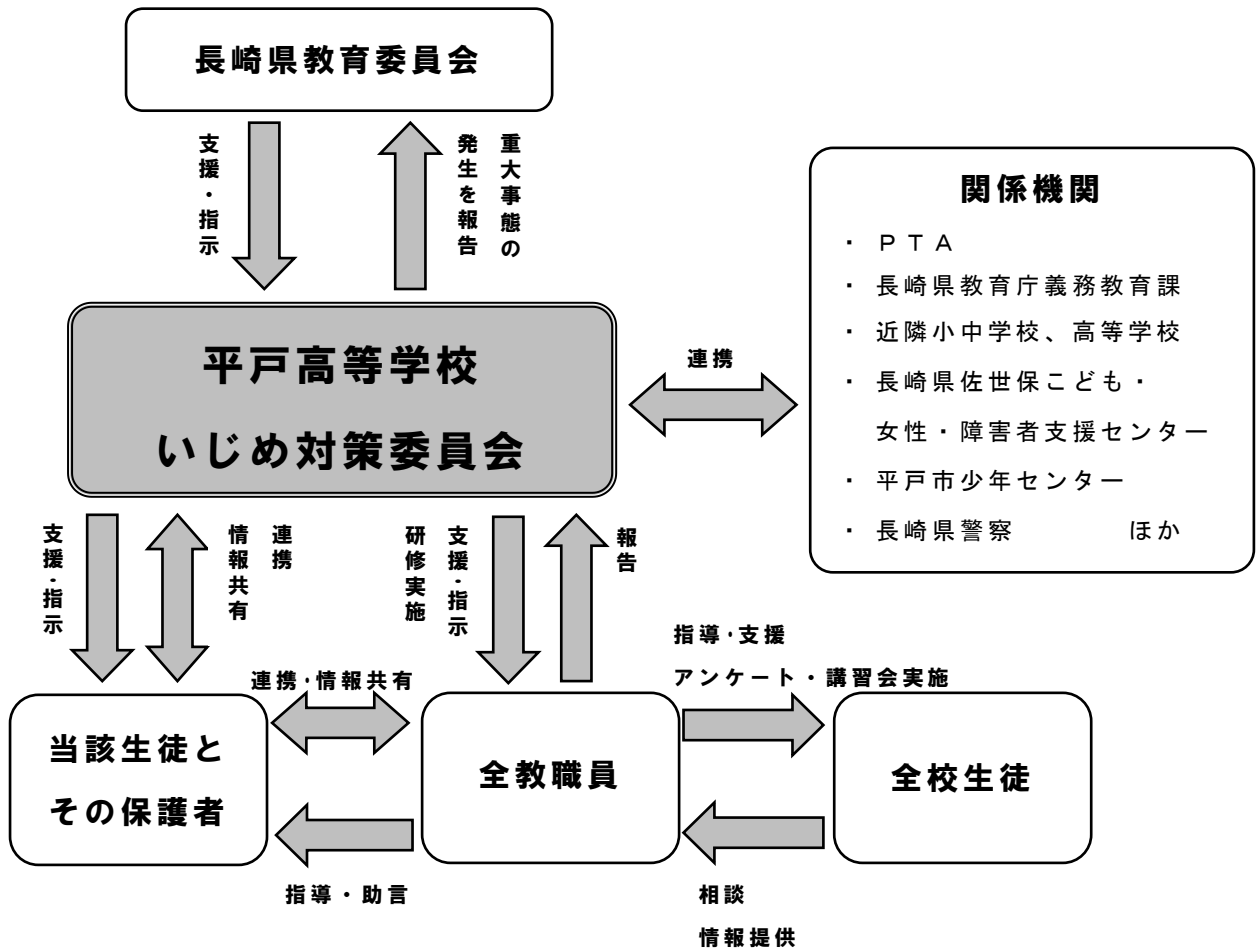 長崎県教育委員会
支援・指示
重大事態の
発生を報告
関係機関
・ ＰＴＡ
・ 長崎県教育庁義務教育課
・ 近隣小中学校、高等学校
・ 長崎県佐世保こども・
女性・障害者支援センター
・ 平戸市少年センター
・ 長崎県警察　　　ほか
平戸高等学校
いじめ対策委員会
連携
支援・指示
連携
情報共有
支援・指示
研修実施
報告
指導・支援
アンケート・講習会実施
連携・情報共有
当該生徒と
その保護者
全教職員
全校生徒
指導・助言
相談
情報提供